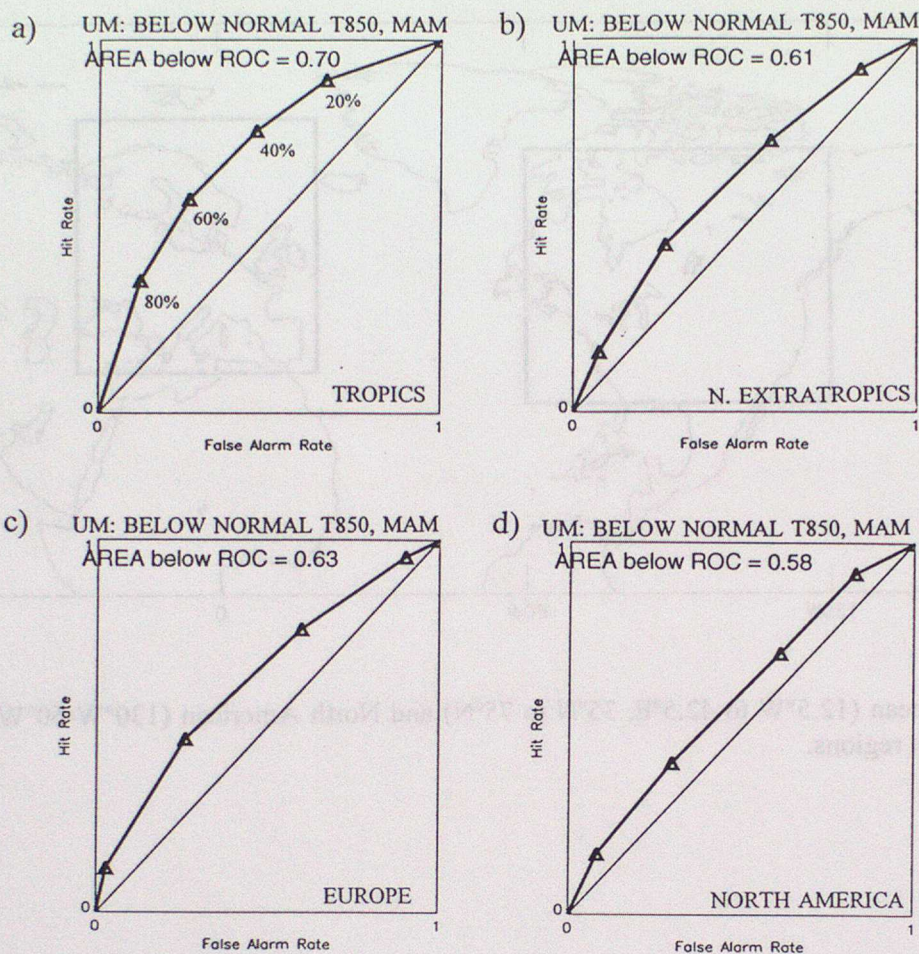 a)
UM: BELOW NORMAL T850, MAM
1
AREA below ROC = 0.70
20%
40%
60%
80%
Hit Rate
TROPICS
0
0
1
False Alarm Rate
b)
UM: BELOW NORMAL T850, MAM
1
AREA below ROC = 0.61
Hit Rate
N. EXTRATROPICS
0
0
1
False Alarm Rate
c)
UM: BELOW NORMAL T850, MAM
1
AREA below ROC = 0.63
Hit Rate
EUROPE
0
0
1
False Alarm Rate
d)
UM: BELOW NORMAL T850, MAM
1
AREA below ROC = 0.58
Hit Rate
NORTH AMERICA
0
0
1
False Alarm Rate